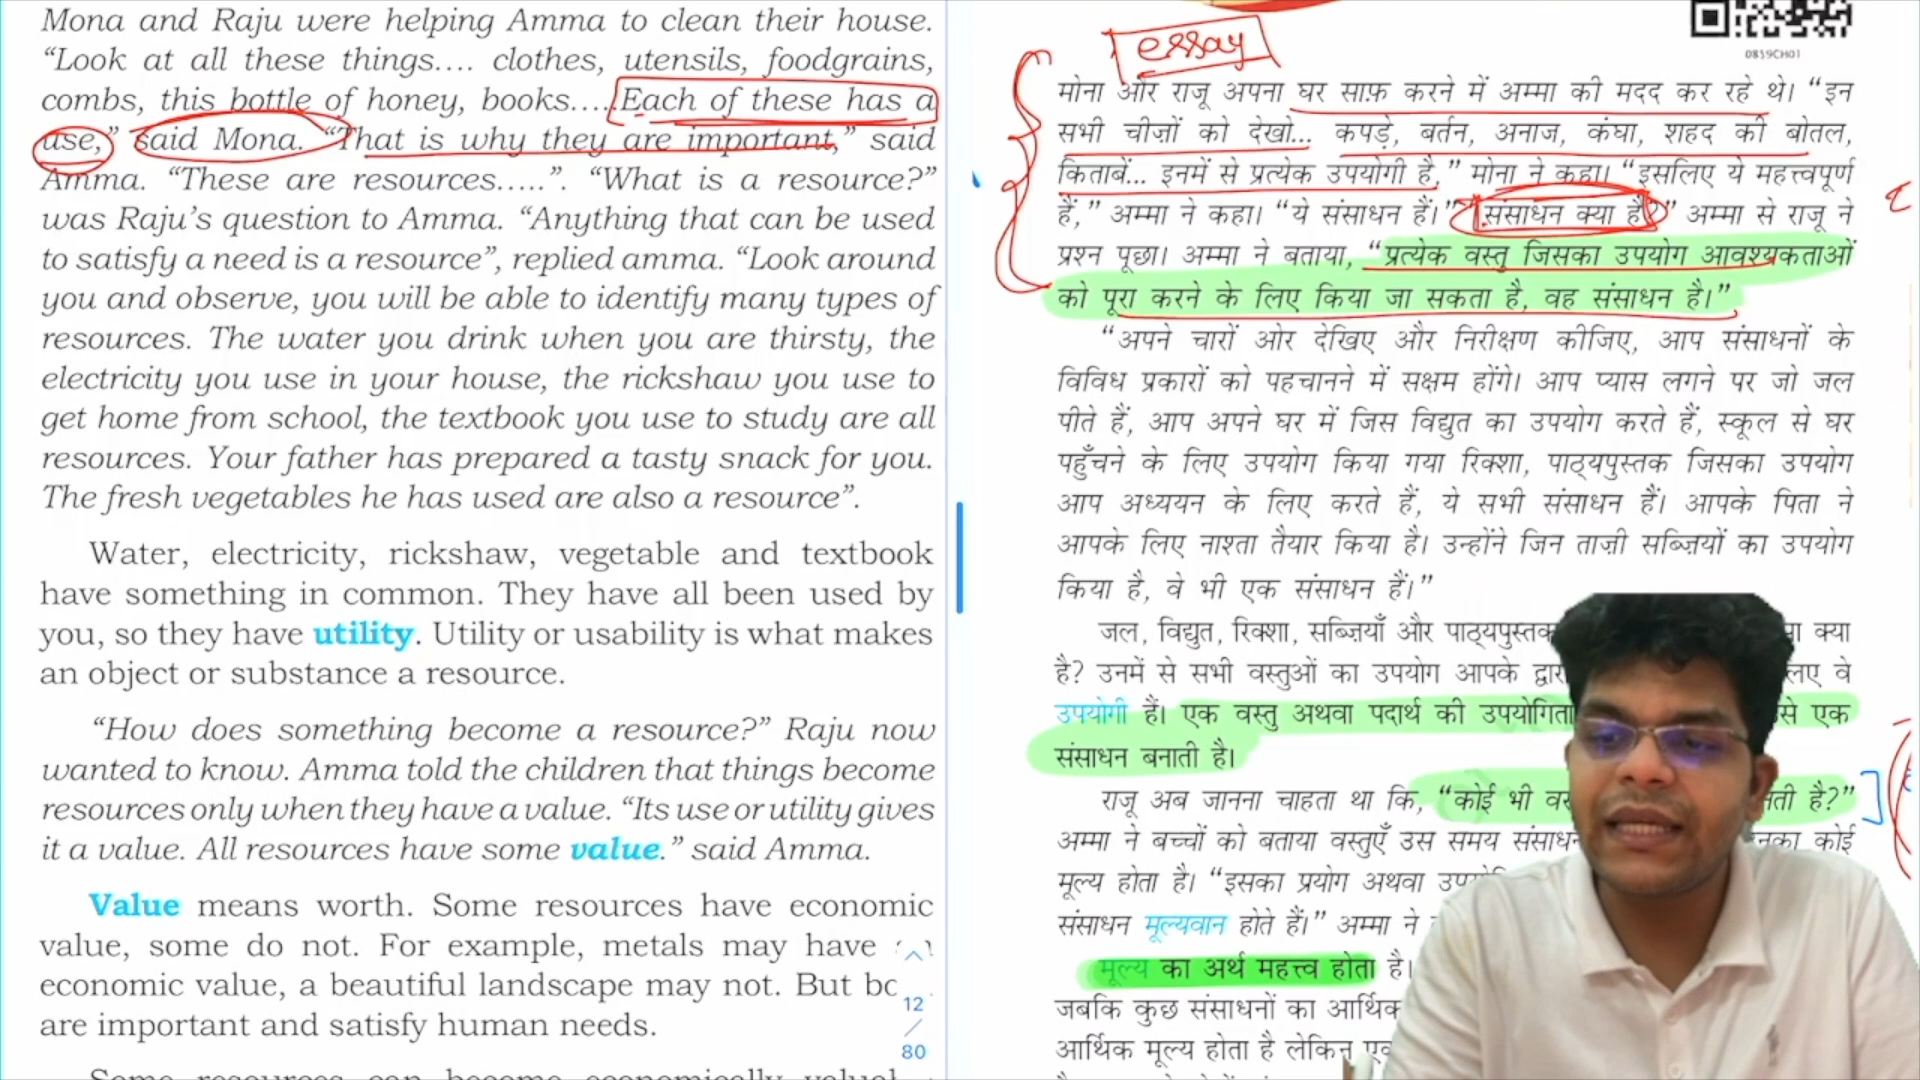 Mona and Raju were helping Amma to clean their house.
“Look at all these things…. clothes, utensils, foodgrains,
combs, this bottle of honey, books…..Each of these has a
use,” said Mona. “That is why they are important,” said
Amma. “These are resources…..”. “What is a resource?”
was Raju’s question to Amma. “Anything that can be used
to satisfy a need is a resource”, replied amma. “Look around
you and observe, you will be able to identify many types of
resources. The water you drink when you are thirsty, the
electricity you use in your house, the rickshaw you use to
get home from school, the textbook you use to study are all
resources. Your father has prepared a tasty snack for you.
The fresh vegetables he has used are also a resource”.
Water, electricity, rickshaw, vegetable and textbook
have something in common. They have all been used by
you, so they have utility. Utility or usability is what makes
an object or substance a resource.
“How does something become a resource?” Raju now
wanted to know. Amma told the children that things become
resources only when they have a value. “Its use or utility gives
it a value. All resources have some value.” said Amma.
Value means worth. Some resources have economic
value, some do not. For example, metals may have
economic value, a beautiful landscape may not. But
are important and satisfy human needs.
Some resources can become economically
12
80
0859CH01
essay
मोना और राजू अपना घर साफ़ करने में अम्मा की मदद कर रहे थे। “इन
सभी चीज़ों को देखो... कपड़े, बर्तन, अनाज, कंघा, शहद की बोतल,
किताबें... इनमें से प्रत्येक उपयोगी है,” मोना ने कहा। “इसलिए ये महत्त्वपूर्ण
हैं,” अम्मा ने कहा। “ये संसाधन हैं।” “संसाधन क्या है?” अम्मा से राजू ने
प्रश्न पूछा। अम्मा ने बताया, “प्रत्येक वस्तु जिसका उपयोग आवश्यकताओं
को पूरा करने के लिए किया जा सकता है, वह संसाधन है।”
“अपने चारों ओर देखिए और निरीक्षण कीजिए, आप संसाधनों के
विविध प्रकारों को पहचानने में सक्षम होंगे। आप प्यास लगने पर जो जल
पीते हैं, आप अपने घर में जिस विद्युत का उपयोग करते हैं, स्कूल से घर
पहुँचने के लिए उपयोग किया गया रिक्शा, पाठ्यपुस्तक जिसका उपयोग
आप अध्ययन के लिए करते हैं, ये सभी संसाधन हैं। आपके पिता ने
आपके लिए नाश्ता तैयार किया है। उन्होंने जिन ताज़ी सब्ज़ियों का उपयोग
किया है, वे भी एक संसाधन हैं।”
जल, विद्युत, रिक्शा, सब्ज़ियाँ और पाठ्यपुस्तक क्या
है? उनमें से सभी वस्तुओं का उपयोग आपके द्वारा वे
उपयोगी हैं। एक वस्तु अथवा पदार्थ की उपयोगिता से एक
संसाधन बनाती है।
राजू अब जानना चाहता था कि, “कोई भी है?”
अम्मा ने बच्चों को बताया वस्तुएँ उस समय कोई
मूल्य होता है। “इसका प्रयोग अथवा
संसाधन मूल्यवान होते हैं।” अम्मा ने
मूल्य का अर्थ महत्त्व होता है।
जबकि कुछ संसाधनों का आर्थिक
आर्थिक मूल्य होता है लेकिन